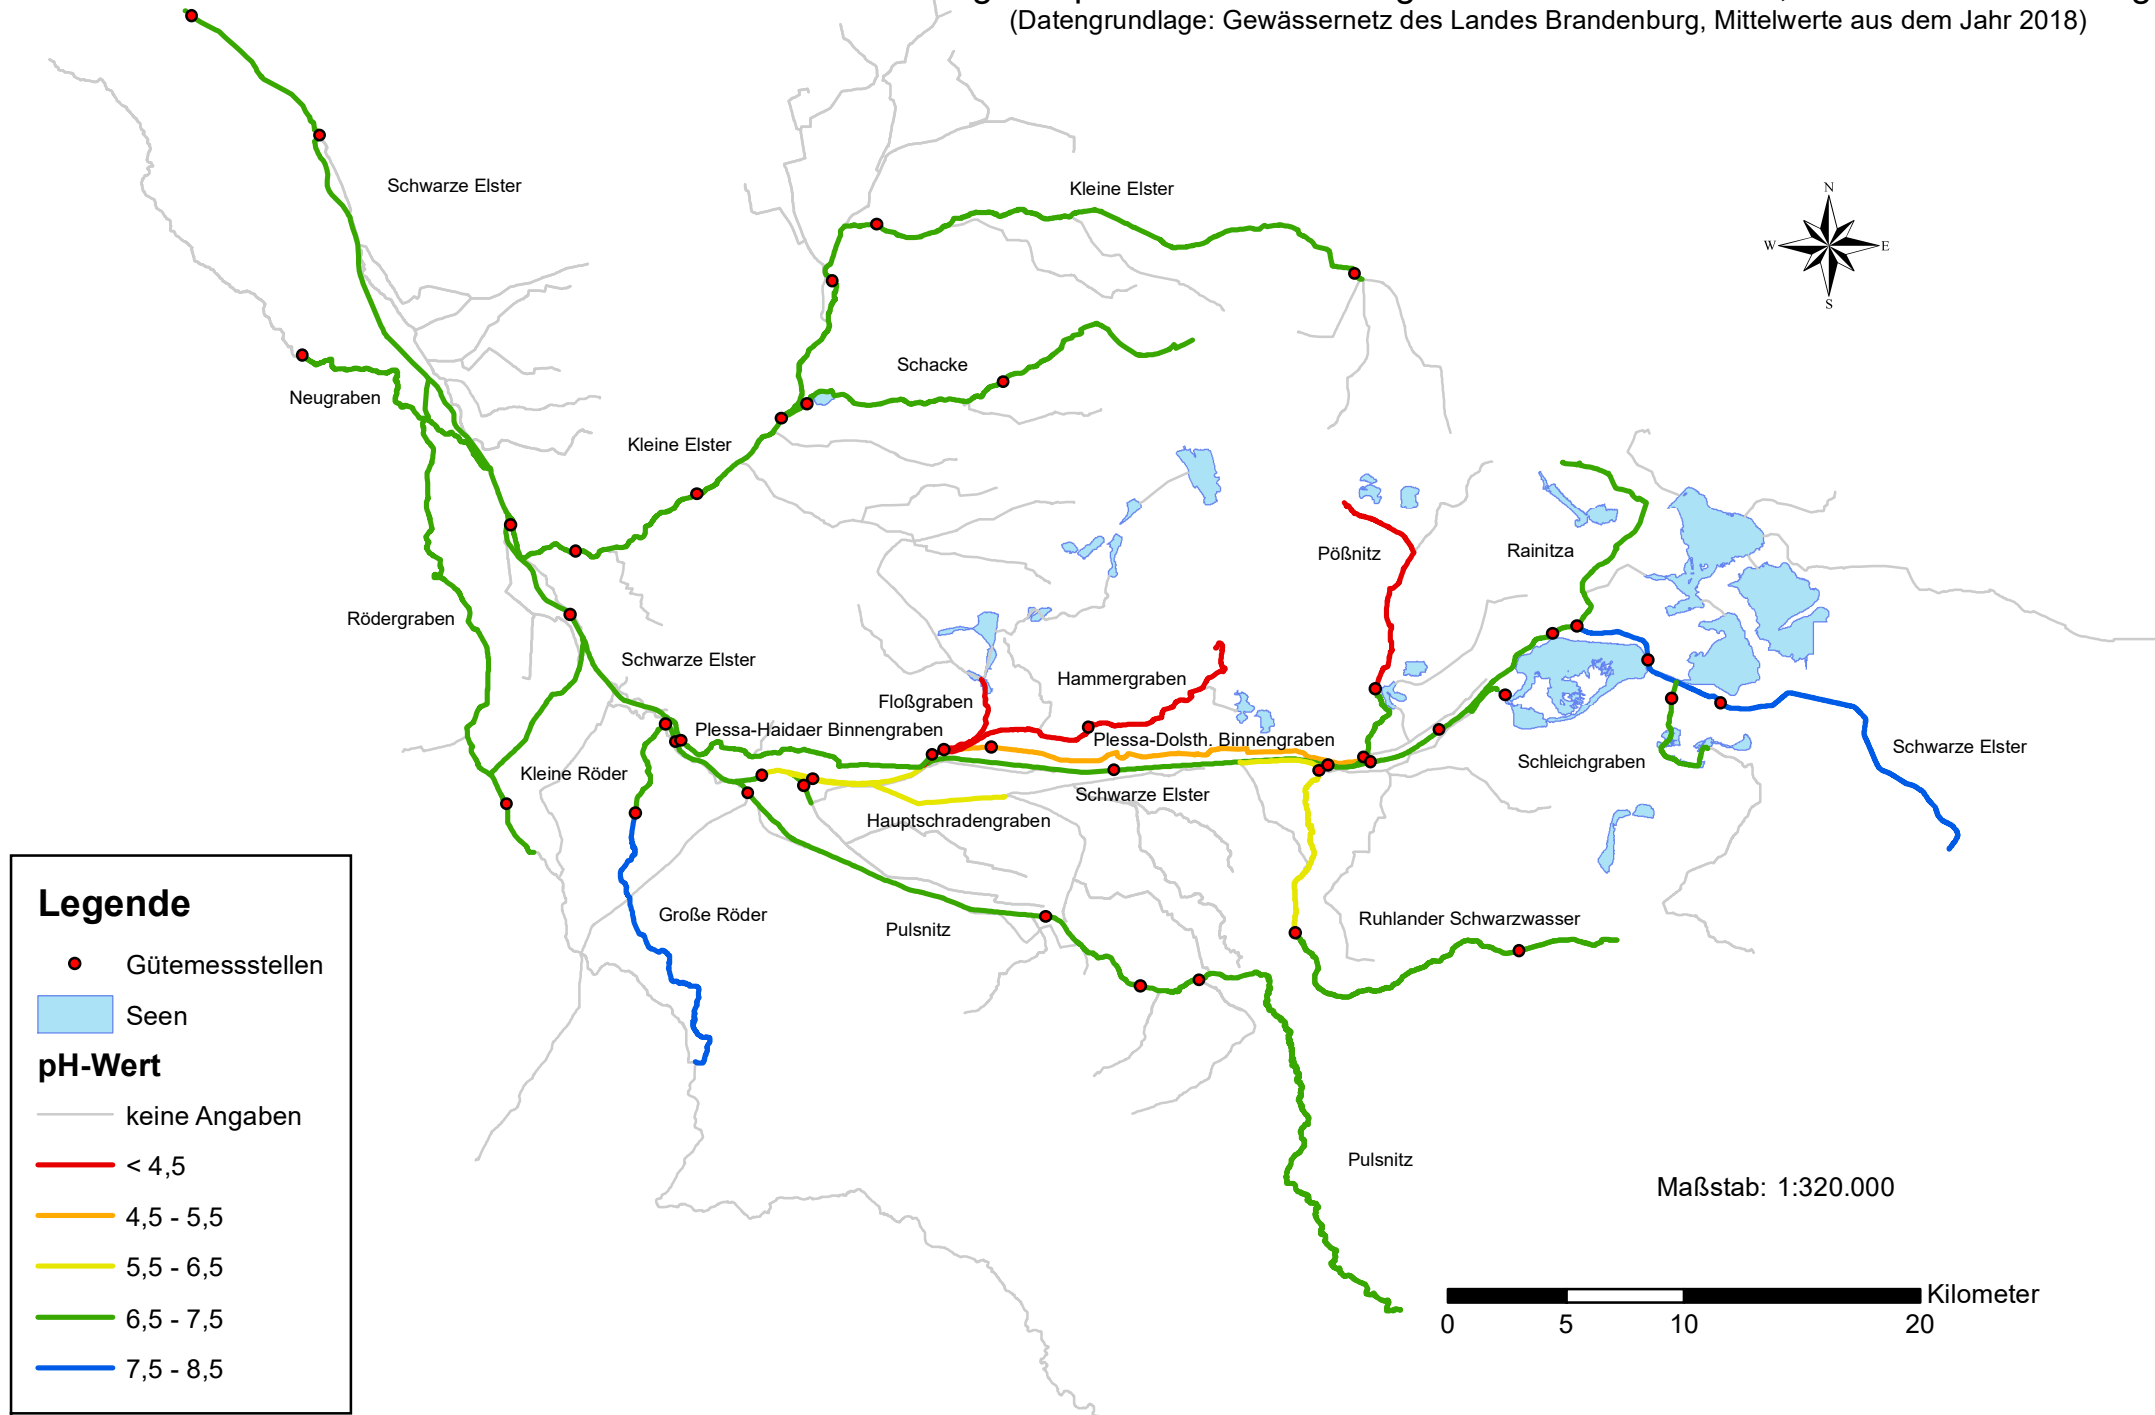 (Datengrundlage: Gewässernetz des Landes Brandenburg, Mittelwerte aus dem Jahr 2018)
Schwarze Elster
Kleine Elster
N
W
E
S
Schacke
Neugraben
Kleine Elster
Pößnitz
Rainitza
Rödergraben
Schwarze Elster
Hammergraben
Floßgraben
Plessa-Haidaer Binnengraben
Plessa-Dolsth. Binnengraben
Schwarze Elster
Kleine Röder
Schleichgraben
Schwarze Elster
Hauptschradengraben
Große Röder
Pulsnitz
Ruhlander Schwarzwasser
Pulsnitz
Legende
Gütemessstellen
Seen
pH-Wert
keine Angaben
< 4,5
4,5 - 5,5
5,5 - 6,5
6,5 - 7,5
7,5 - 8,5
Maßstab: 1:320.000
Kilometer
0 5 10 20